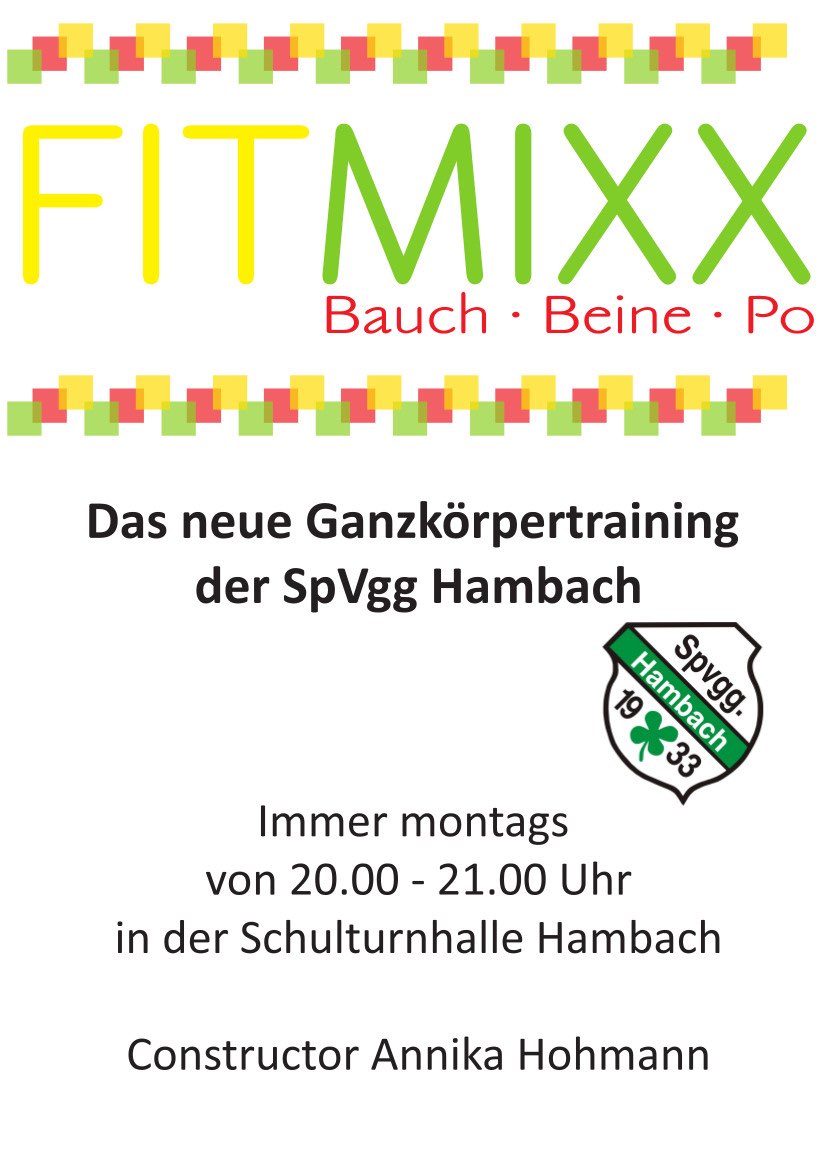 FITMIXX
Bauch · Beine · Po
Das neue Ganzkörpertraining
der SpVgg Hambach
Spvgg.
Hambach
19 33
Immer montags
von 20.00 - 21.00 Uhr
in der Schulturnhalle Hambach
Constructor Annika Hohmann